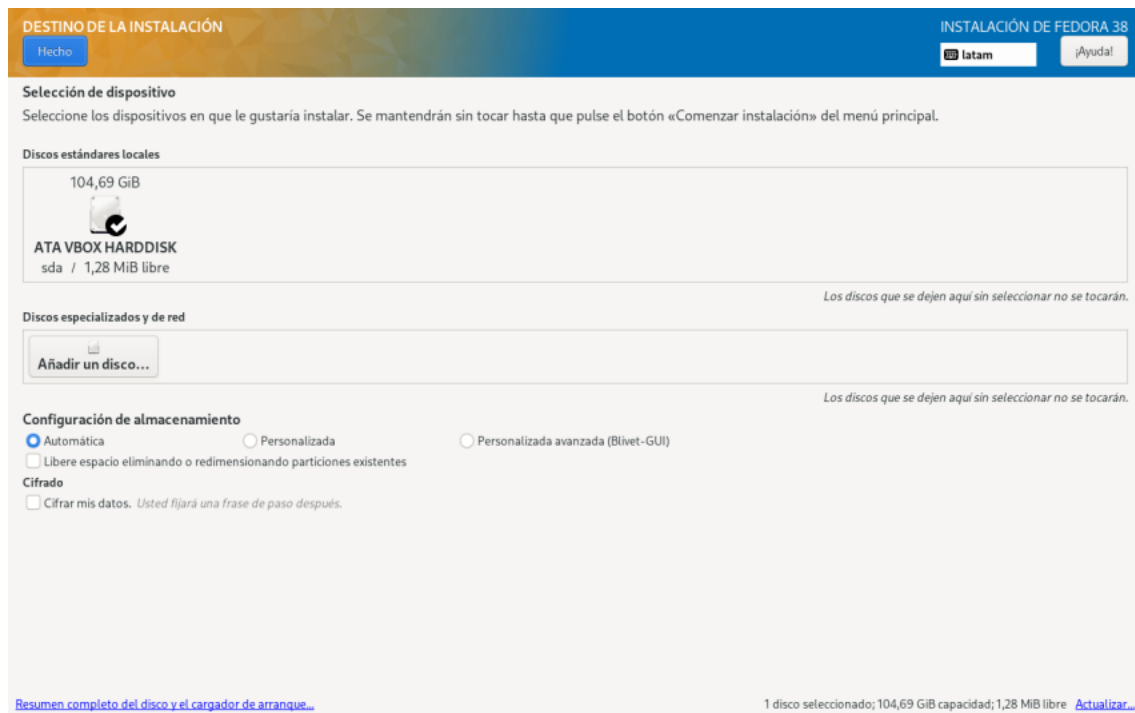 DESTINO DE LA INSTALACIÓN
INSTALACIÓN DE FEDORA 38
Hecho
latam
¡Ayuda!
Selección de dispositivo
Seleccione los dispositivos en que le gustaría instalar. Se mantendrán sin tocar hasta que pulse el botón «Comenzar instalación» del menú principal.
Discos estándares locales
104,69 GiB
ATA VBOX HARDDISK
sda / 1,28 MiB libre
Los discos que se dejen aquí sin seleccionar no se tocarán.
Discos especializados y de red
Añadir un disco...
Los discos que se dejen aquí sin seleccionar no se tocarán.
Configuración de almacenamiento
Automática Personalizada Personalizada avanzada (Blivet-GUI)
Libere espacio eliminando o redimensionando particiones existentes
Cifrado
Cifrar mis datos. Usted fijará una frase de paso después.
Resumen completo del disco y el cargador de arranque... 1 disco seleccionado; 104,69 GiB capacidad; 1,28 MiB libre Actualizar...